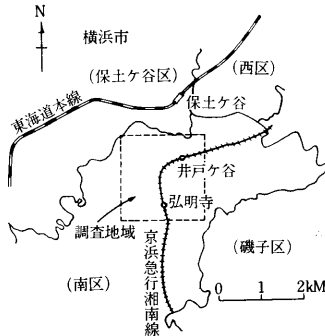 N
横浜市
(保土ケ谷区)
(西区)
東海道本線
保土ケ谷
井戸ケ谷
弘明寺
調査地域
京浜急行湘南線
(磯子区)
(南区)
0 1 2kM